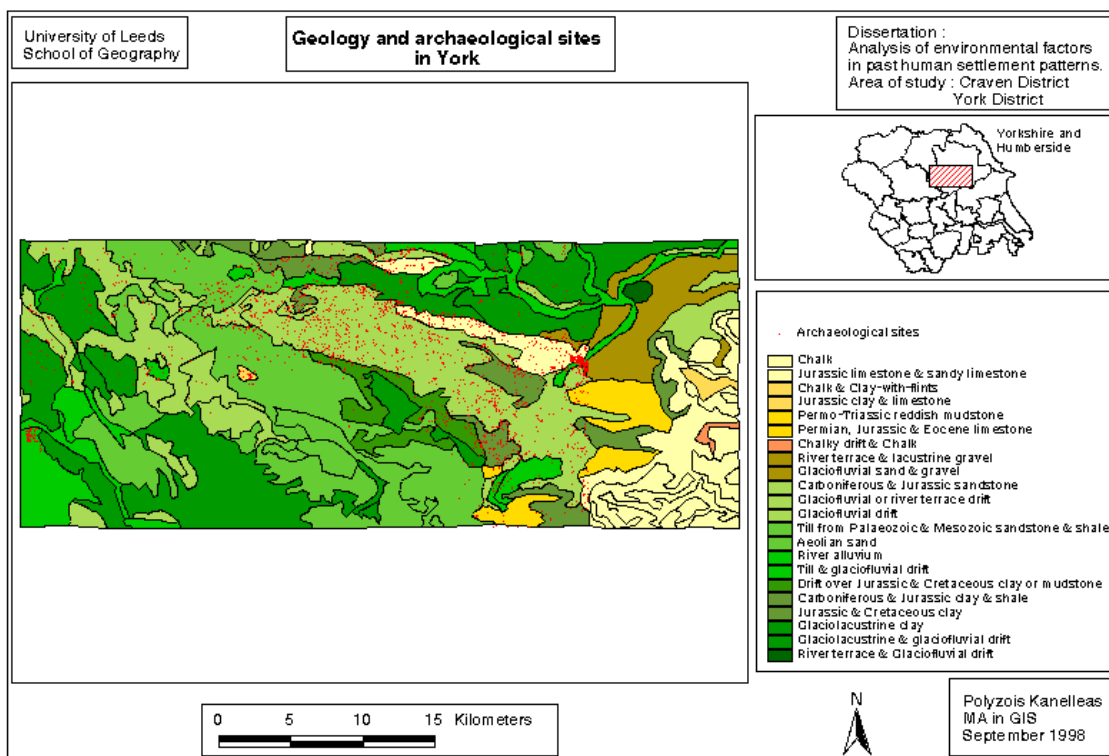 University of Leeds
School of Geography
Geology and archaeological sites
in York
Dissertation :
Analysis of environmental factors
in past human settlement patterns.
Area of study : Craven District
York District
Yorkshire and
Humberside
Archaeological sites
Chalk
Jurassic limestone & sandy limestone
Chalk & Clay-with-flints
Jurassic clay & limestone
Permo-Triassic reddish mudstone
Permian, Jurassic & Eocene limestone
Chalky drift & Chalk
River terrace & lacustrine gravel
Glaciofluvial sand & gravel
Carboniferous & Jurassic sandstone
Glaciofluvial or river terrace drift
Glaciofluvial drift
Till from Palaeozoic & Mesozoic sandstone & shale
Aeolian sand
River alluvium
Till & glaciofluvial drift
Drift over Jurassic & Cretaceous clay or mudstone
Carboniferous & Jurassic clay & shale
Jurassic & Cretaceous clay
Glaciolacustrine clay
Glaciolacustrine & glaciofluvial drift
River terrace & Glaciofluvial drift
0 5 10 15 Kilometers
N
Polyzois Kanelleas
MA in GIS
September 1998